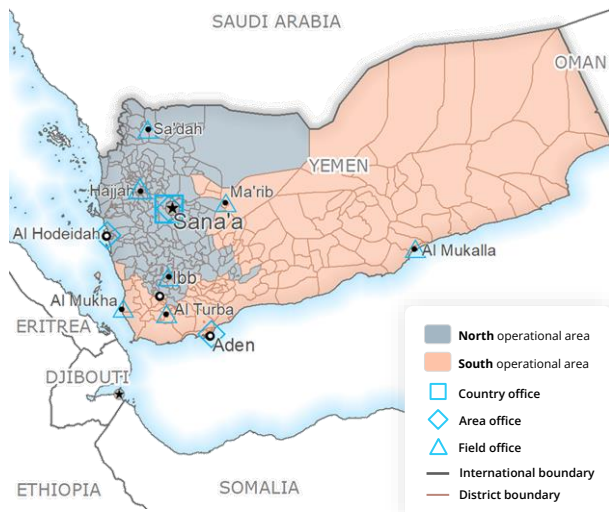 SAUDI ARABIA
OMAN
Sa'dah
YEMEN
Hajjah
Ma'rib
Sana'a
Al Hodeidah
Al Mukalla
Ibb
Al Mukha
Al Turba
ERITREA
Aden
DJIBOUTI
ETHIOPIA
SOMALIA
North operational area
South operational area
Country office
Area office
Field office
International boundary
District boundary